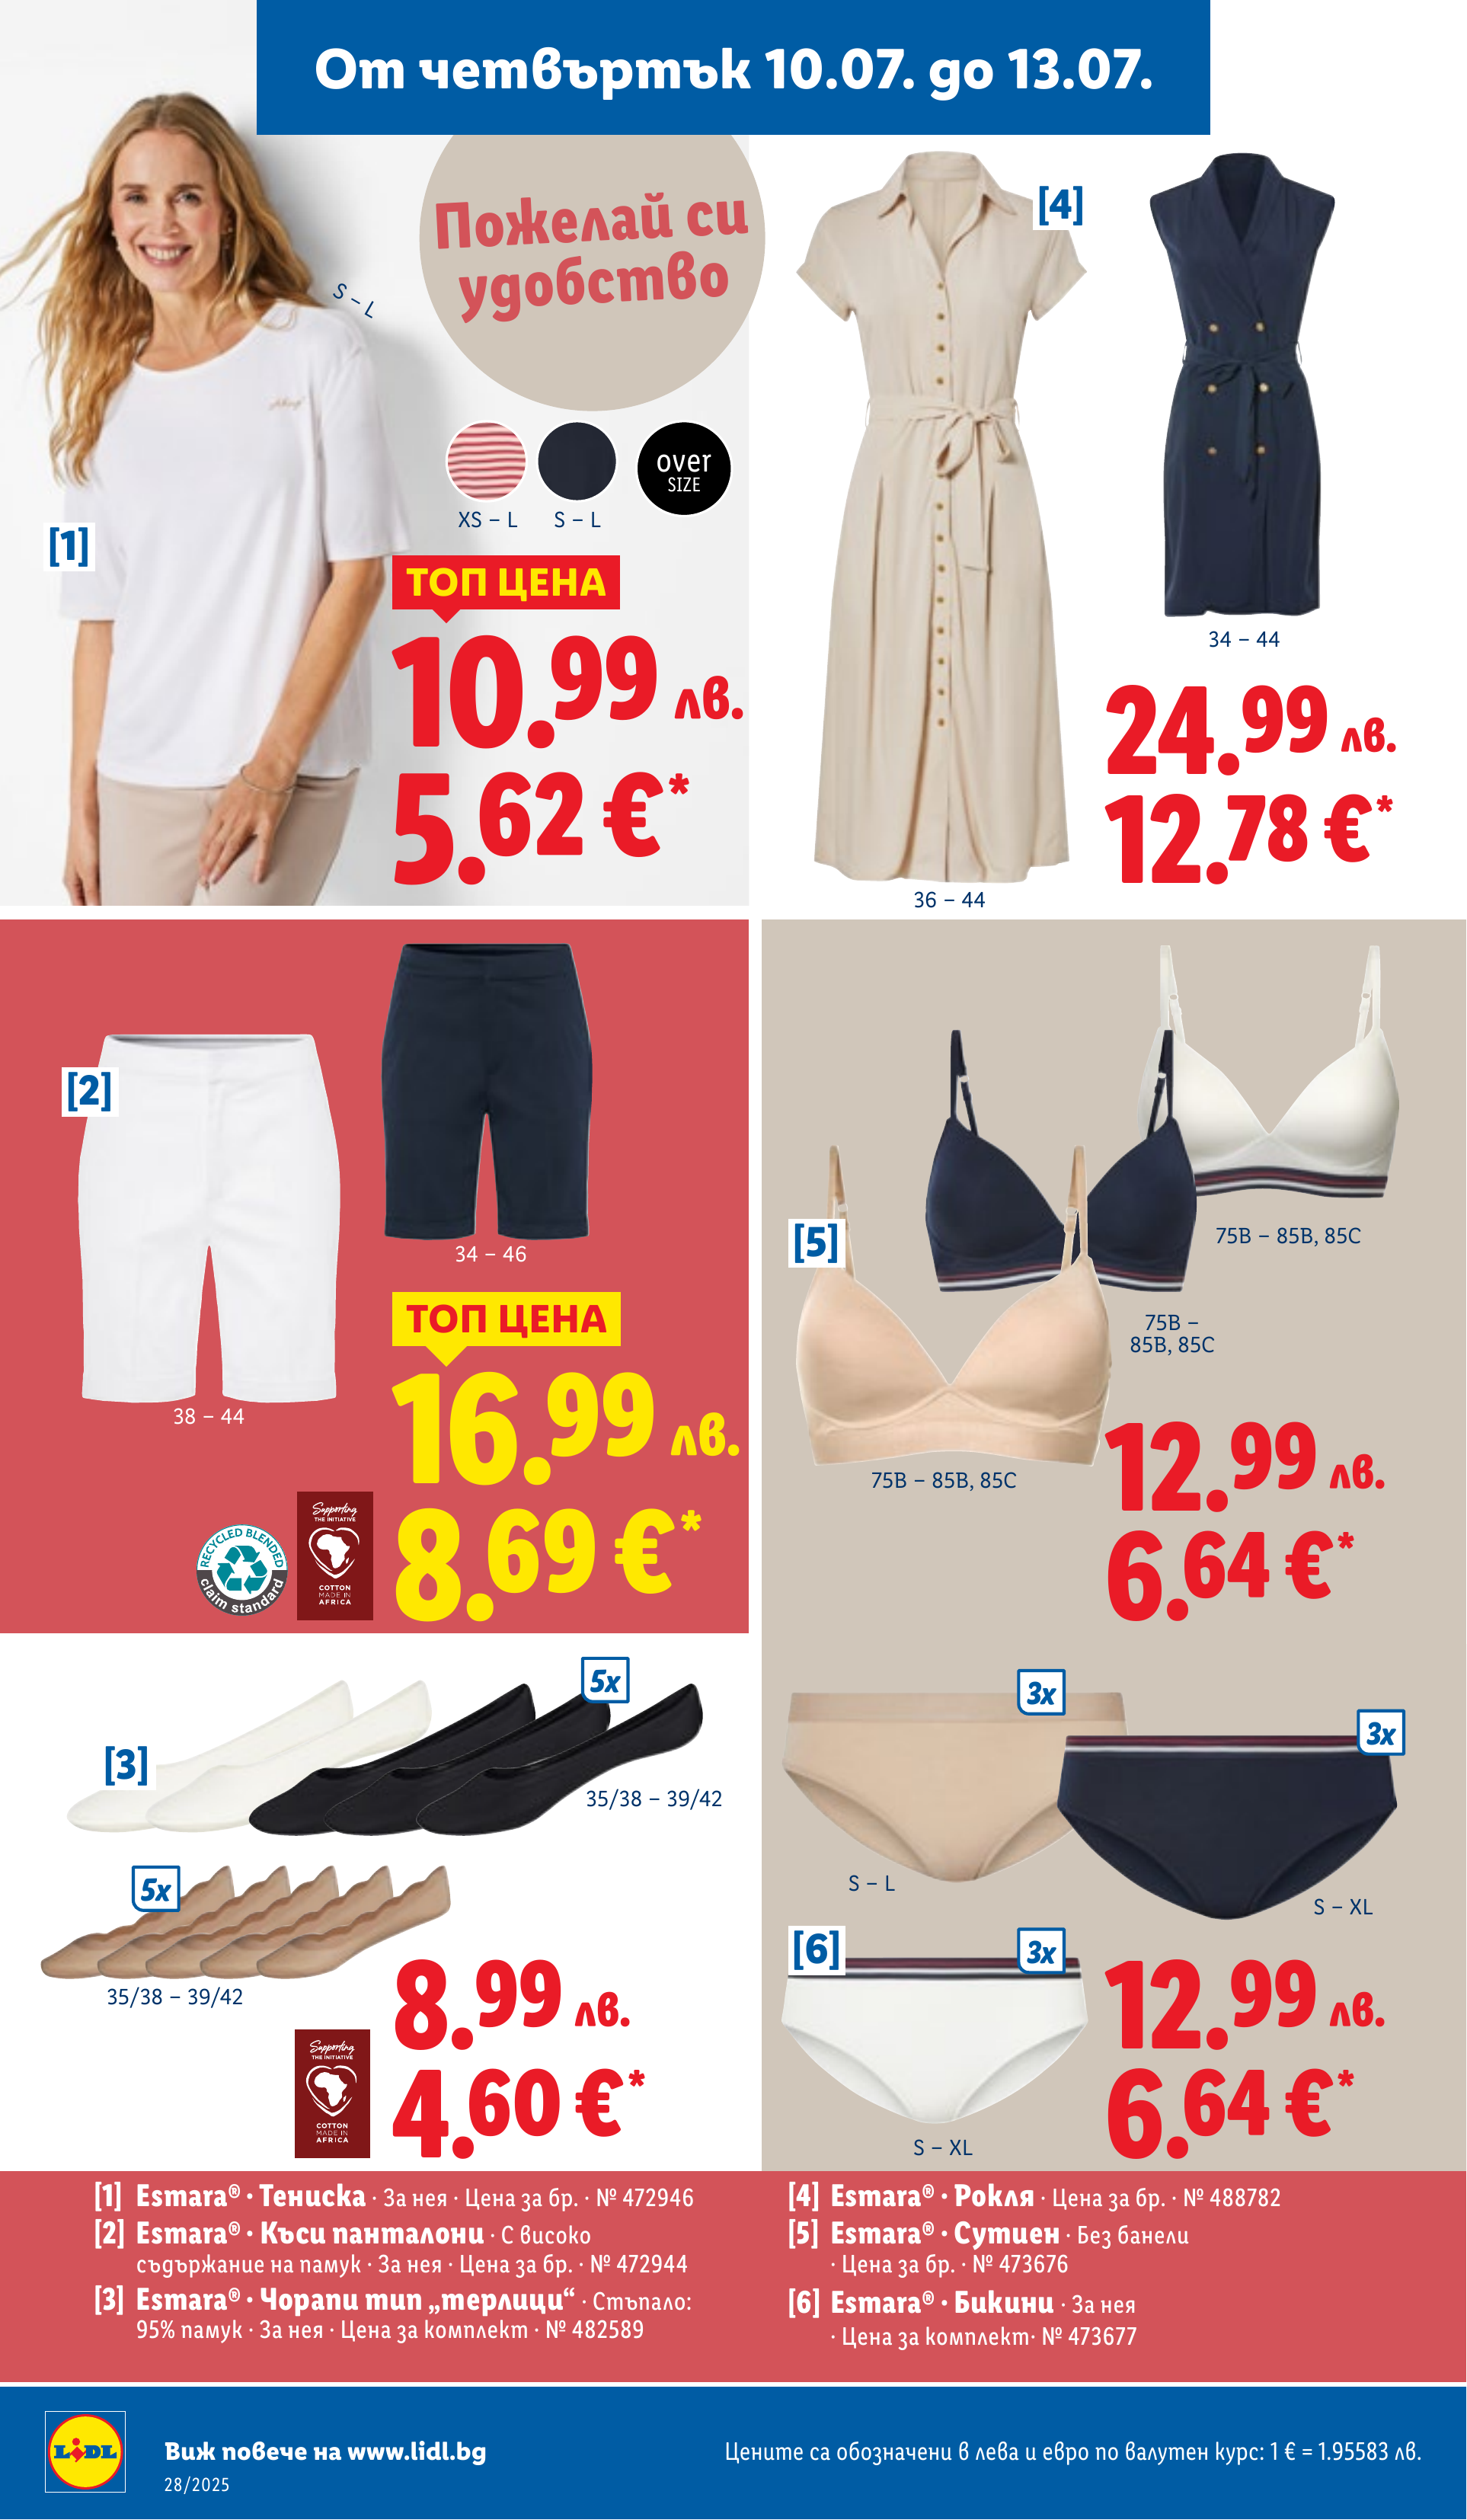 От четвъртък 10.07. до 13.07.
Пожелай си
удобство
S – L
XS – L
S – L
over
SIZE
[1]
ТОП ЦЕНА
10.99 лв.
5.62 €*
[4]
34 – 44
36 – 44
24.99 лв.
12.78 €*
[2]
34 – 46
38 – 44
ТОП ЦЕНА
16.99 лв.
8.69 €*
RECYCLED BLENDED
claim standard
Supporting
THE INITIATIVE
COTTON
MADE IN
AFRICA
[5]
75B – 85B, 85C
75B –
85B, 85C
75B – 85B, 85C
12.99 лв.
6.64 €*
[3]
5x
35/38 – 39/42
5x
35/38 – 39/42
8.99 лв.
4.60 €*
Supporting
THE INITIATIVE
COTTON
MADE IN
AFRICA
3x
3x
S – L
S – XL
[6]
3x
S – XL
12.99 лв.
6.64 €*
[1] Esmara® · Тениска · За нея · Цена за бр. · № 472946
[2] Esmara® · Къси панталони · С високо
съдържание на памук · За нея · Цена за бр. · № 472944
[3] Esmara® · Чорапи тип „терлици“ · Стъпало:
95% памук · За нея · Цена за комплект · № 482589
[4] Esmara® · Рокля · Цена за бр. · № 488782
[5] Esmara® · Сутиен · Без банели
· Цена за бр. · № 473676
[6] Esmara® · Бикини · За нея
· Цена за комплект· № 473677
LIDL
Виж повече на www.lidl.bg
28/2025
Цените са обозначени в лева и евро по валутен курс: 1 € = 1.95583 лв.